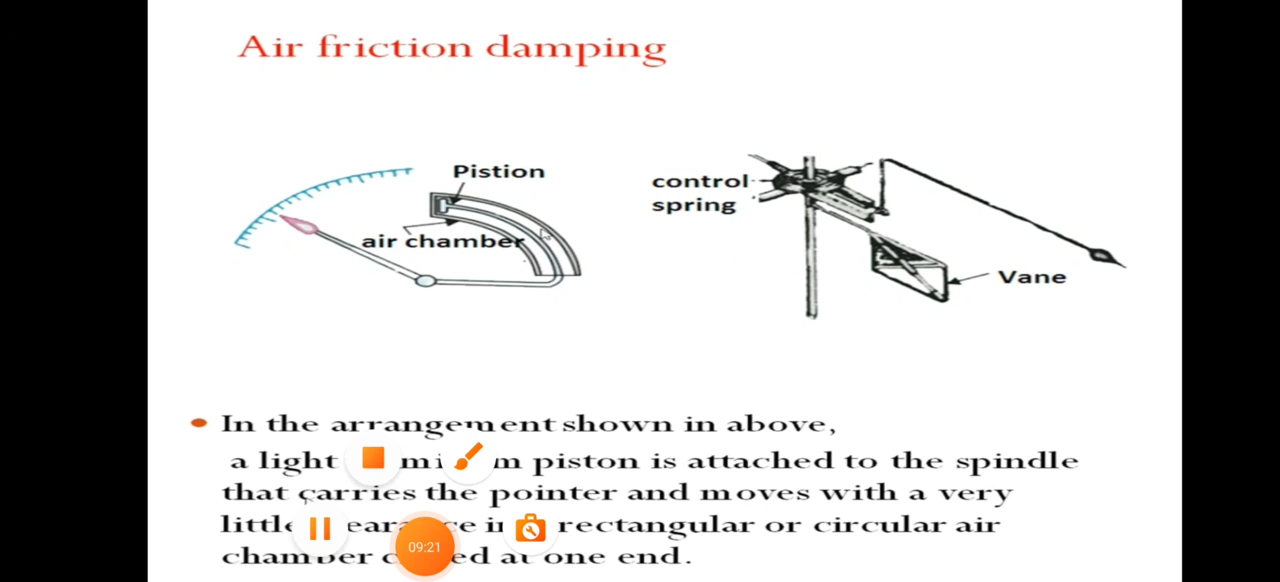 Air friction damping
Pistion
air chamber
control
spring
Vane
In the arrangement shown in above,
a light piston is attached to the spindle
that carries the pointer and moves with a very
rectangular or circular air
chamber at one end.
09:21